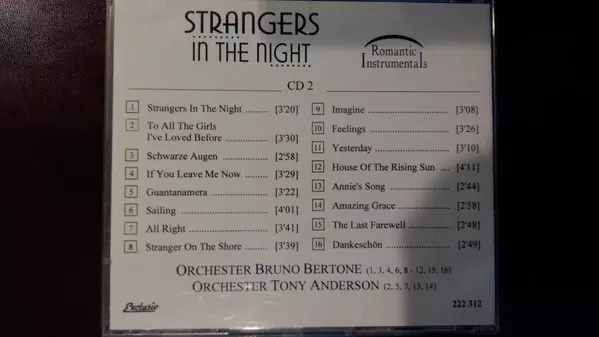 STRANGERS
IN THE NIGHT
Romantic
Instrumentals
CD 2
1 Strangers In The Night ......... [3'20]
2 To All The Girls
I've Loved Before ................ [3'30]
3 Schwarze Augen ................. [2'58]
4 If You Leave Me Now ......... [3'29]
5 Guantanamera ................... [3'22]
6 Sailing ............................ [4'01]
7 All Right ......................... [3'41]
8 Stranger On The Shore ......... [3'39]
9 Imagine ............................ [3'08]
10 Feelings ........................... [3'26]
11 Yesterday ......................... [3'10]
12 House Of The Rising Sun ... [4'11]
13 Annie's Song .................... [2'44]
14 Amazing Grace ................. [2'58]
15 The Last Farewell .............. [2'48]
16 Dankeschön ..................... [2'49]
ORCHESTER BRUNO BERTONE (1, 3, 4, 6, 8 - 12, 15, 16)
ORCHESTER TONY ANDERSON (2, 5, 7, 13, 14)
Exclusiv
222 312